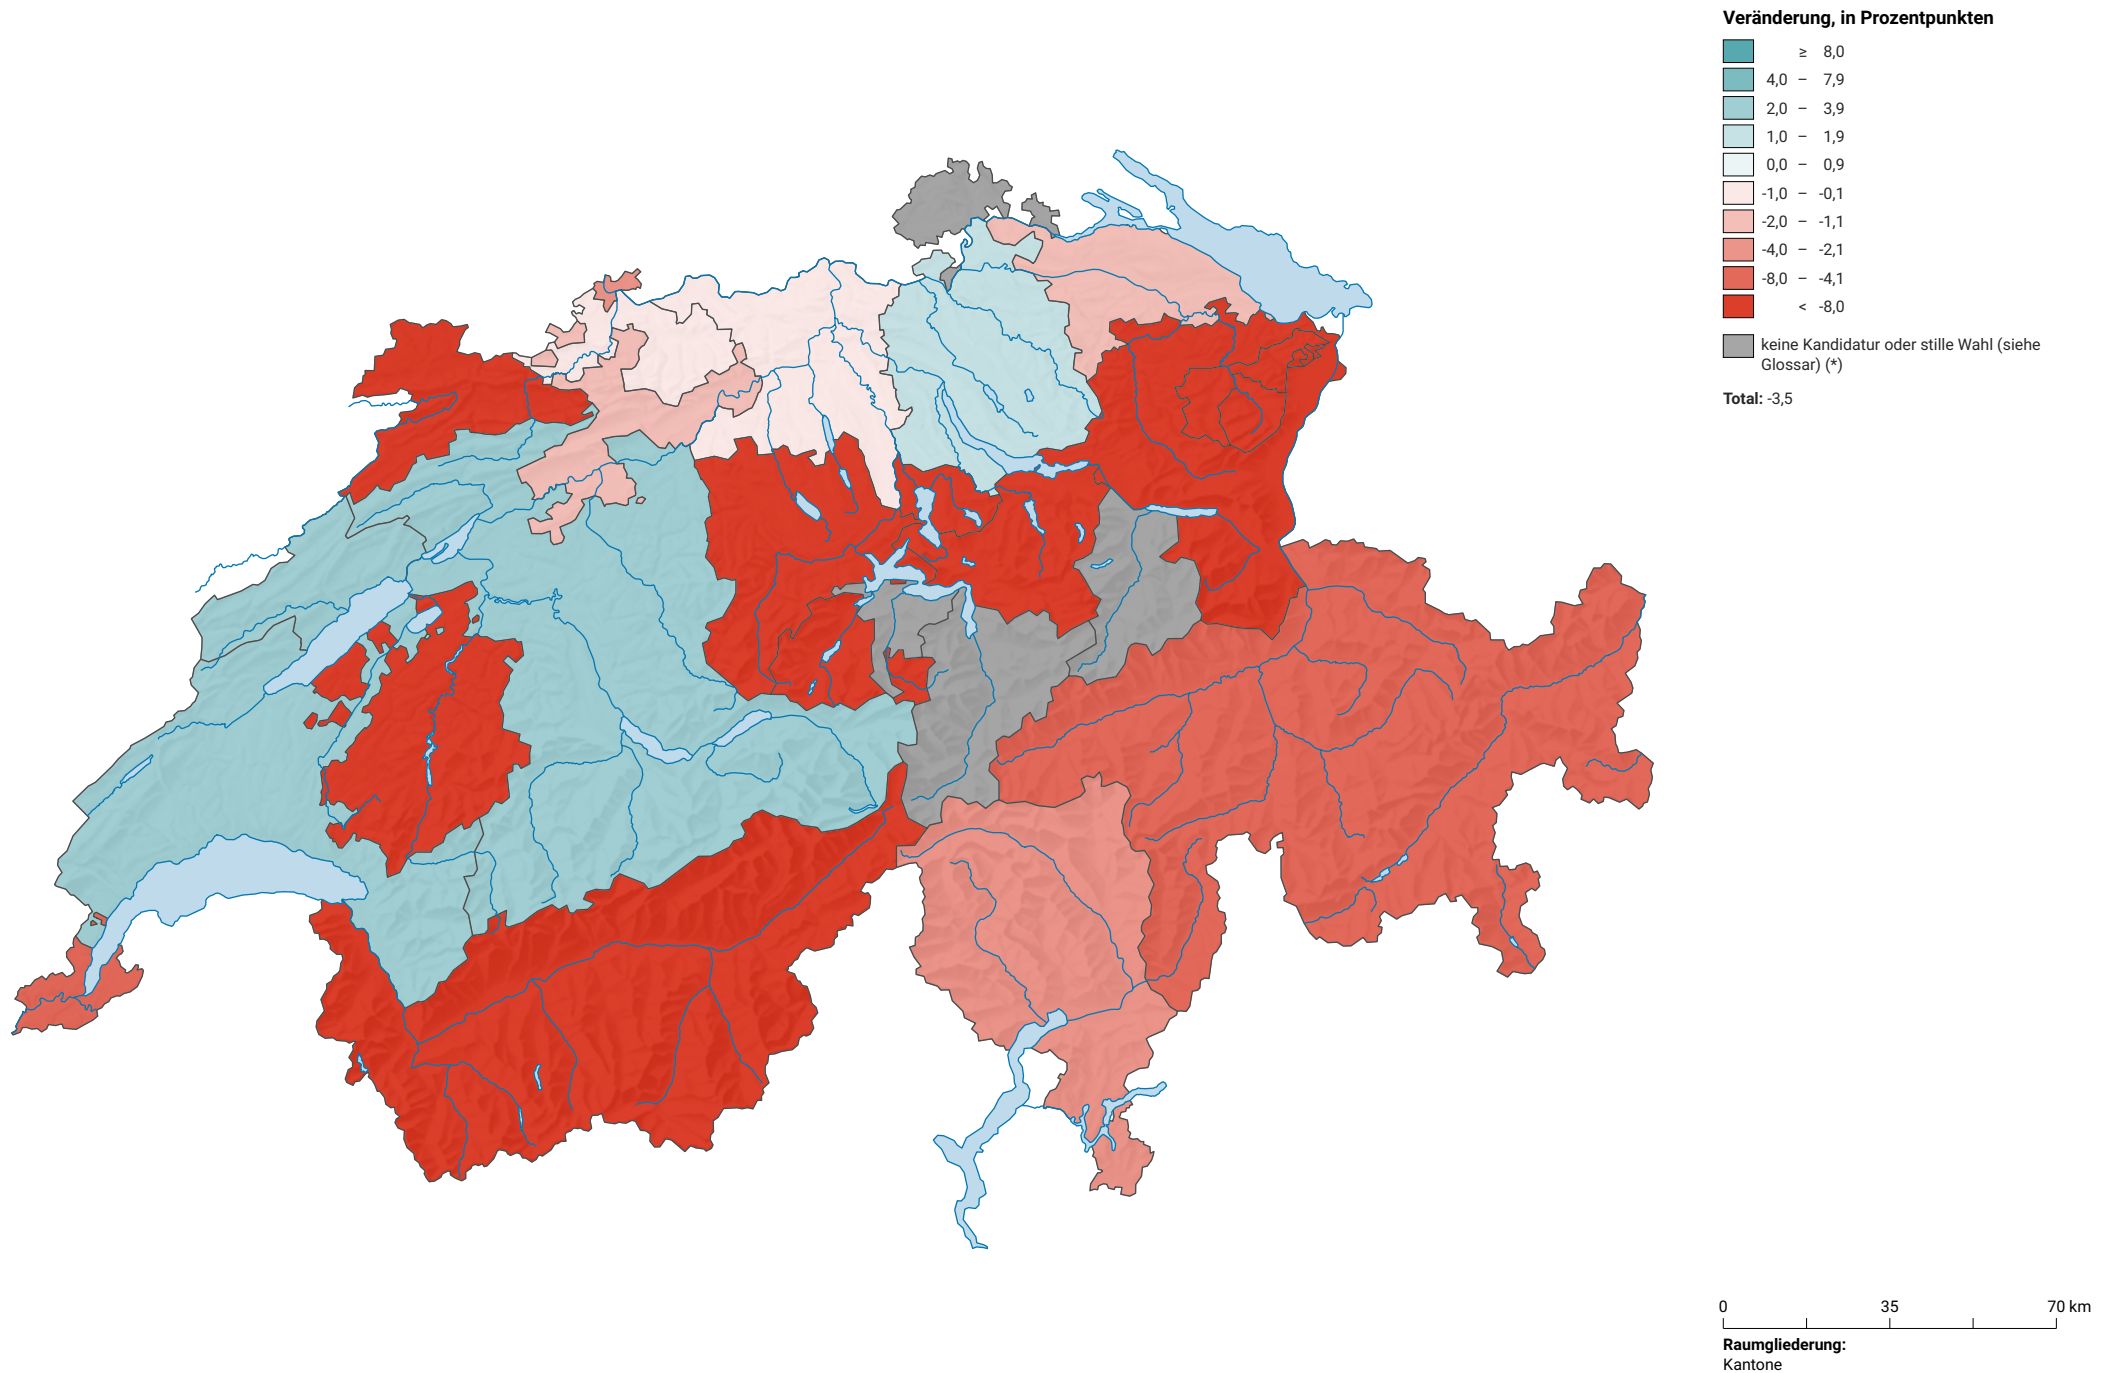 Veränderung, in Prozentpunkten
≥ 8,0
4,0 – 7,9
2,0 – 3,9
1,0 – 1,9
0,0 – 0,9
-1,0 – -0,1
-2,0 – -1,1
-4,0 – -2,1
-8,0 – -4,1
< -8,0
keine Kandidatur oder stille Wahl (siehe
Glossar) (*)
Total: -3,5
0 35 70 km
Raumgliederung:
Kantone